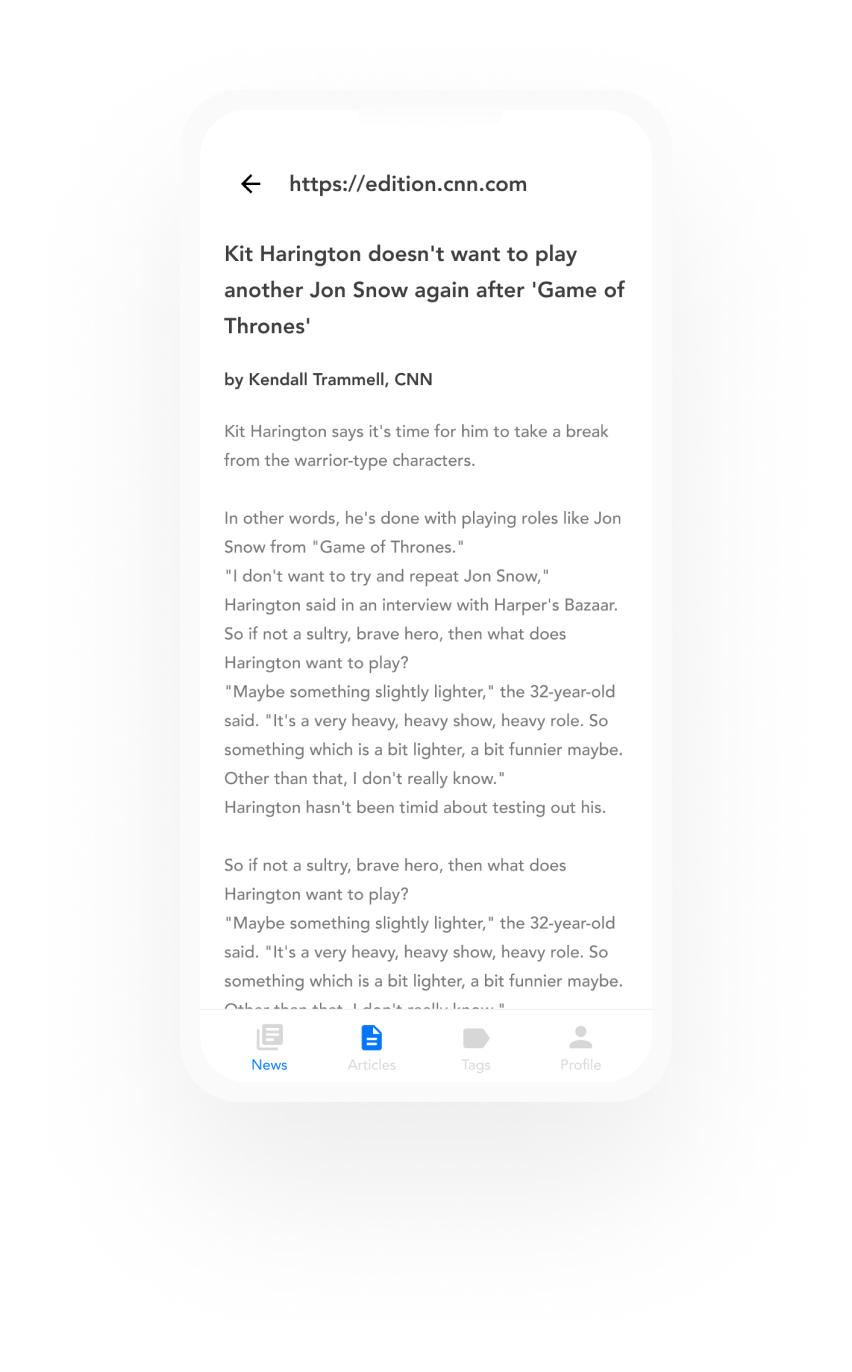 https://edition.cnn.com
Kit Harington doesn't want to play
another Jon Snow again after 'Game of
Thrones'
by Kendall Trammell, CNN
Kit Harington says it's time for him to take a break
from the warrior-type characters.
In other words, he's done with playing roles like Jon
Snow from "Game of Thrones."
"I don't want to try and repeat Jon Snow,"
Harington said in an interview with Harper's Bazaar.
So if not a sultry, brave hero, then what does
Harington want to play?
"Maybe something slightly lighter," the 32-year-old
said. "It's a very heavy, heavy show, heavy role. So
something which is a bit lighter, a bit funnier maybe.
Other than that, I don't really know."
Harington hasn't been timid about testing out his.
So if not a sultry, brave hero, then what does
Harington want to play?
"Maybe something slightly lighter," the 32-year-old
said. "It's a very heavy, heavy show, heavy role. So
something which is a bit lighter, a bit funnier maybe.
Other than that, I don't really know."
News
Articles
Tags
Profile